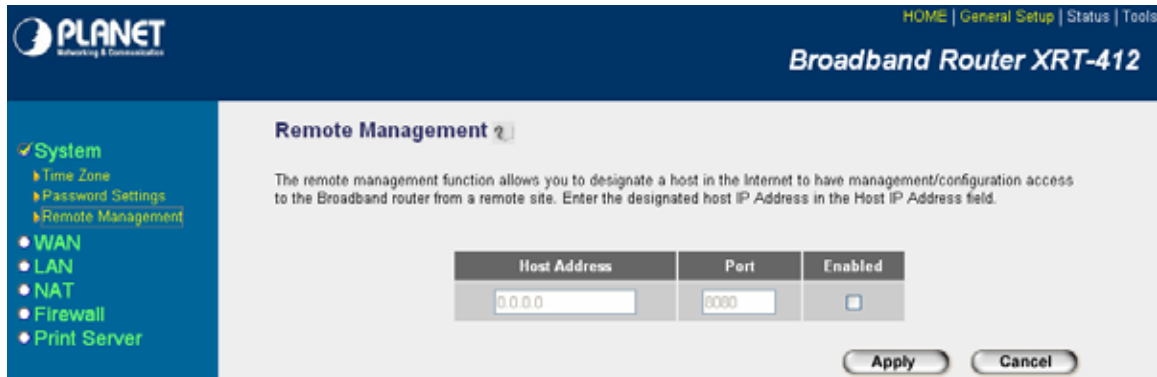 PLANET
Networking & Communication
HOME | General Setup | Status | Tools
Broadband Router XRT-412
System
Time Zone
Password Settings
Remote Management
WAN
LAN
NAT
Firewall
Print Server
Remote Management
The remote management function allows you to designate a host in the Internet to have management/configuration access
to the Broadband router from a remote site. Enter the designated host IP Address in the Host IP Address field.
Host Address Port Enabled
0.0.0.0 8080
Apply Cancel